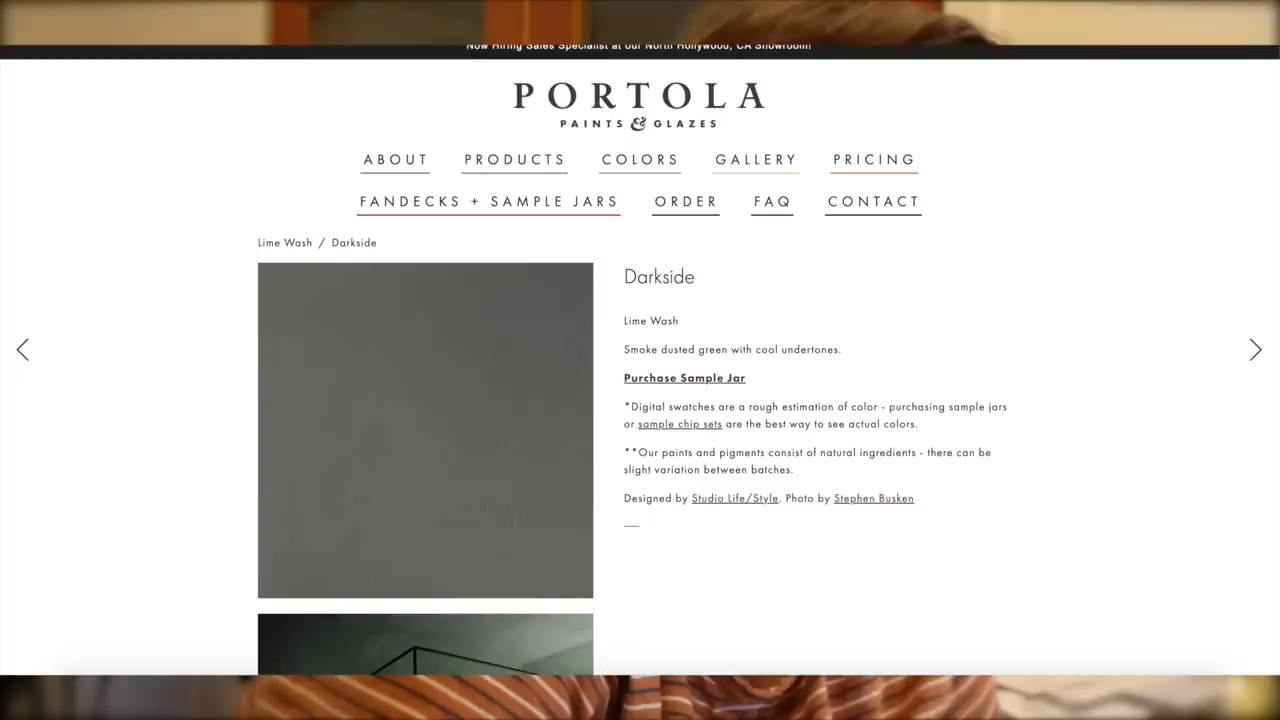 Now Hiring Sales Specialist at our North Hollywood, CA Showroom!
PORTOLA
PAINTS & GLAZES
ABOUT PRODUCTS COLORS GALLERY PRICING
FANDECKS + SAMPLE JARS ORDER FAQ CONTACT
Lime Wash / Darkside
Darkside
Lime Wash
Smoke dusted green with cool undertones.
Purchase Sample Jar
*Digital swatches are a rough estimation of color - purchasing sample jars
or sample chip sets are the best way to see actual colors.
**Our paints and pigments consist of natural ingredients - there can be
slight variation between batches.
Designed by Studio Life/Style. Photo by Stephen Busken